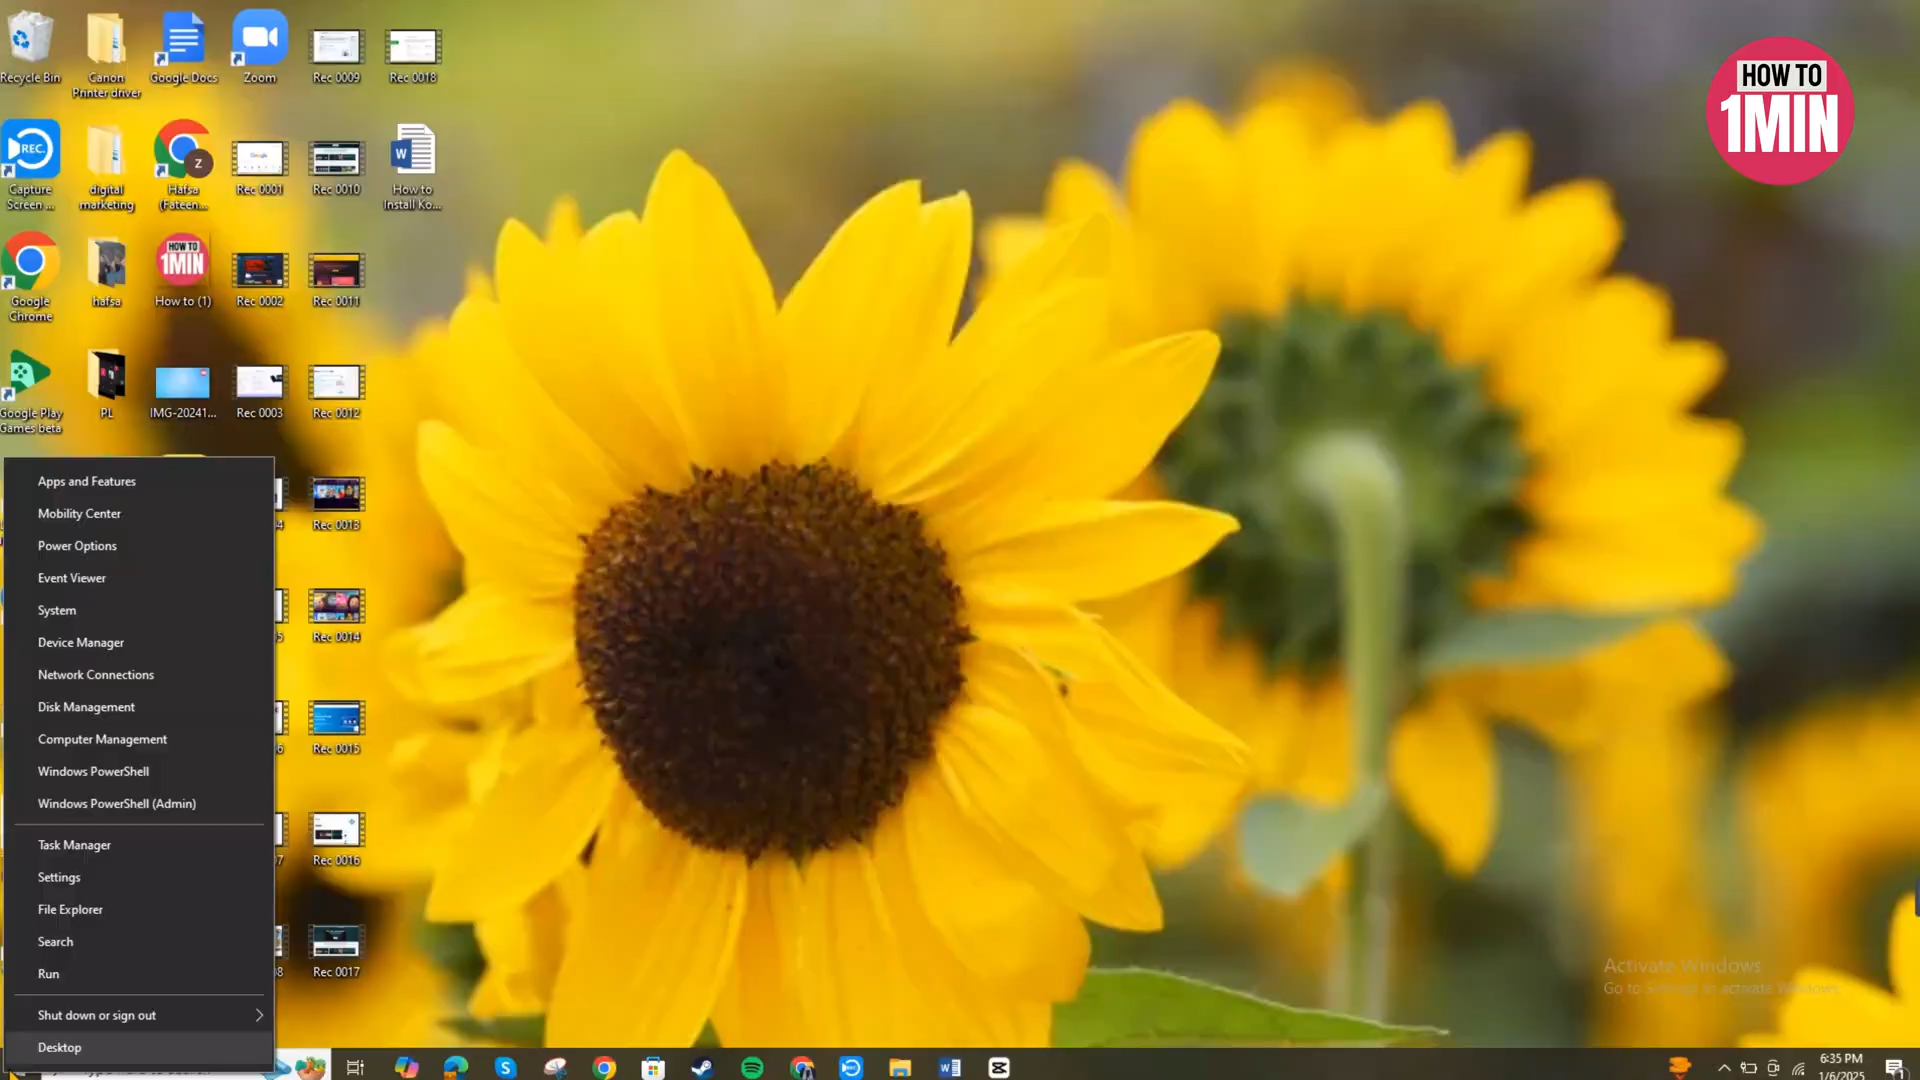 Recycle Bin
Canon
Printer driver
Google Docs
Zoom
Rec 0009
Rec 0018
HOW TO
1MIN
REC.
Z
W
Capture
Screen ...
digital
marketing
Hafsa
(Fateen...
Rec 0001
Rec 0010
How to
Install Ko...
Google
Chrome
hafsa
HOW TO
1MIN
How to (1)
Rec 0002
Rec 0011
Google Play
Games beta
PL
IMG-20241...
Rec 0003
Rec 0012
Rec 0013
Rec 0014
Rec 0015
Rec 0016
Rec 0017
Apps and Features
Mobility Center
Power Options
Event Viewer
System
Device Manager
Network Connections
Disk Management
Computer Management
Windows PowerShell
Windows PowerShell (Admin)
Task Manager
Settings
File Explorer
Search
Run
Shut down or sign out
Desktop
Activate Windows
Go to Settings to activate Windows.
6:35 PM
1/6/2025